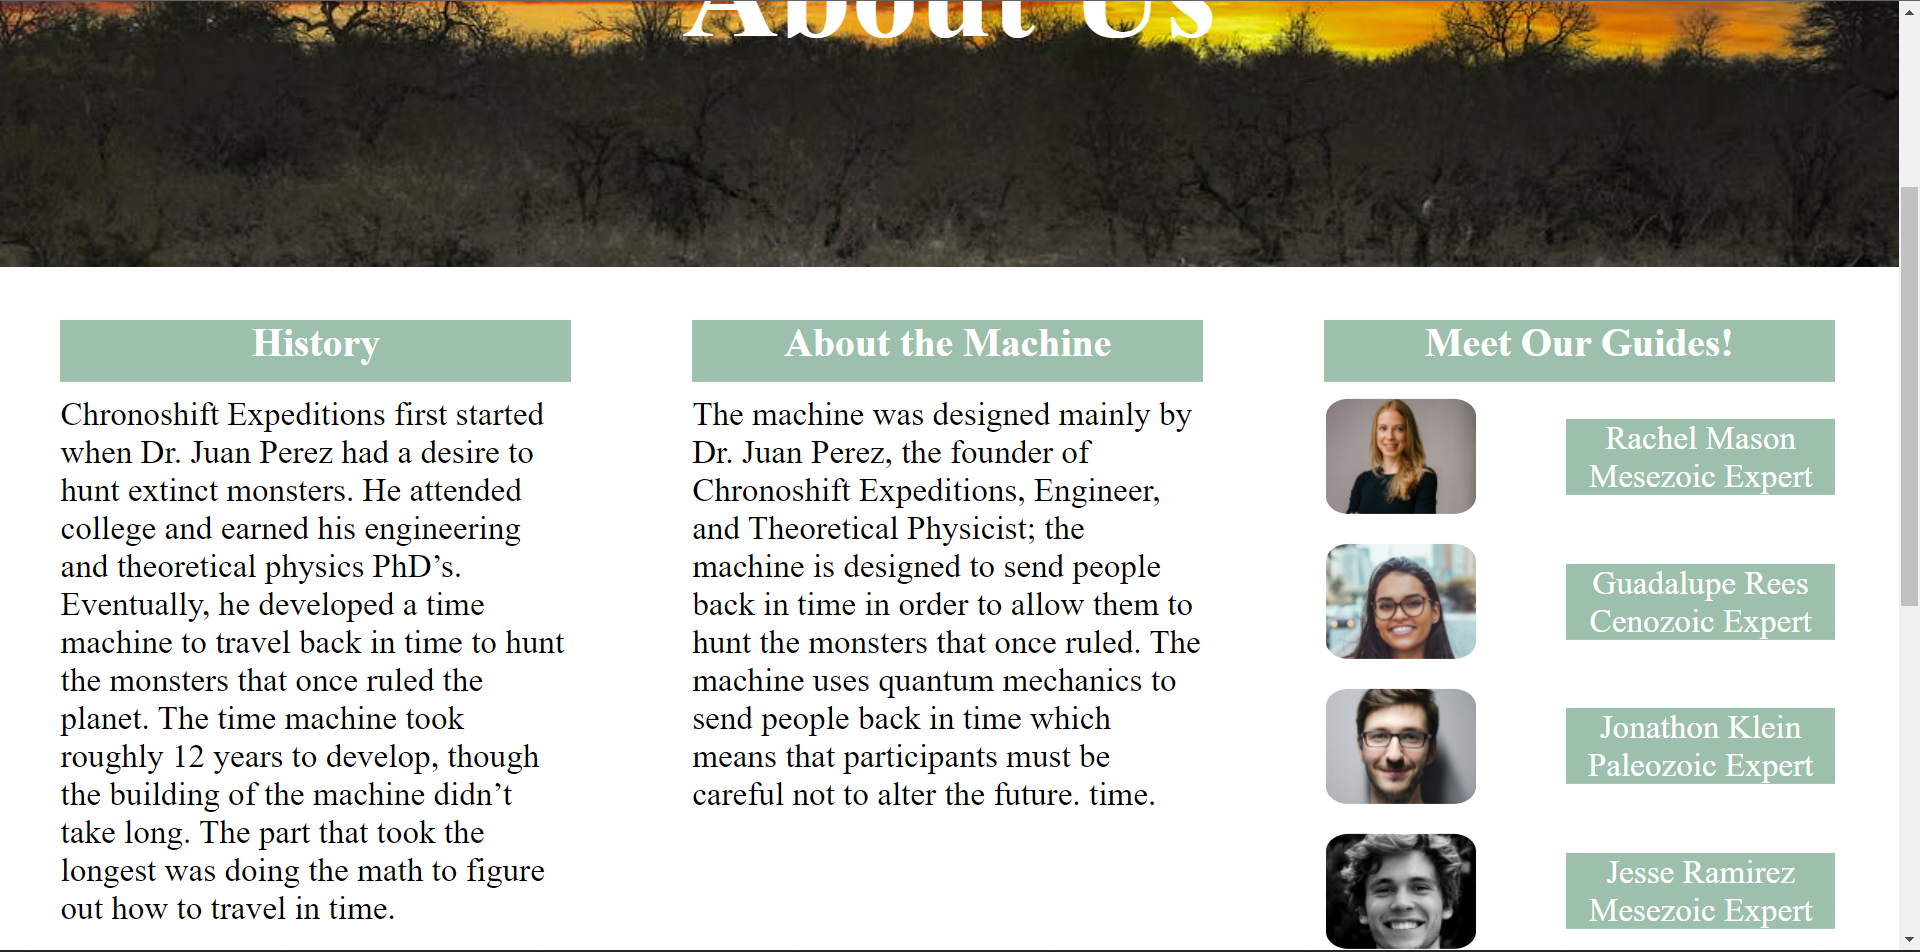 About Us
History
Chronoshift Expeditions first started
when Dr. Juan Perez had a desire to
hunt extinct monsters. He attended
college and earned his engineering
and theoretical physics PhD’s.
Eventually, he developed a time
machine to travel back in time to hunt
the monsters that once ruled the
planet. The time machine took
roughly 12 years to develop, though
the building of the machine didn’t
take long. The part that took the
longest was doing the math to figure
out how to travel in time.
About the Machine
The machine was designed mainly by
Dr. Juan Perez, the founder of
Chronoshift Expeditions, Engineer,
and Theoretical Physicist; the
machine is designed to send people
back in time in order to allow them to
hunt the monsters that once ruled. The
machine uses quantum mechanics to
send people back in time which
means that participants must be
careful not to alter the future. time.
Meet Our Guides!
Rachel Mason
Mesezoic Expert
Guadalupe Rees
Cenozoic Expert
Jonathon Klein
Paleozoic Expert
Jesse Ramirez
Mesezoic Expert